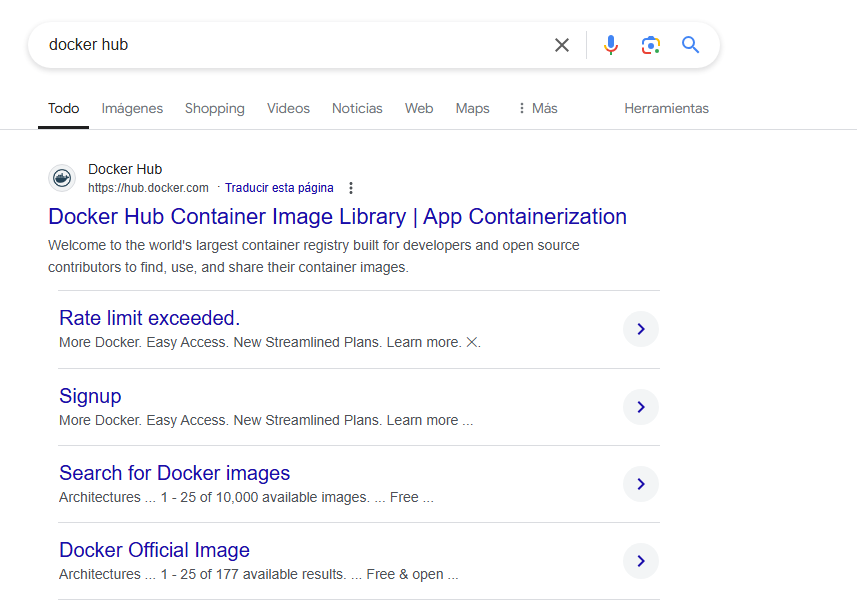 docker hub
Todo Imágenes Shopping Videos Noticias Web Maps Más Herramientas
Docker Hub
https://hub.docker.com · Traducir esta página
Docker Hub Container Image Library | App Containerization
Welcome to the world's largest container registry built for developers and open source
contributors to find, use, and share their container images.
Rate limit exceeded.
More Docker. Easy Access. New Streamlined Plans. Learn more. ╳.
Signup
More Docker. Easy Access. New Streamlined Plans. Learn more ...
Search for Docker images
Architectures ... 1 - 25 of 10,000 available images. ... Free ...
Docker Official Image
Architectures ... 1 - 25 of 177 available results. ... Free & open ...